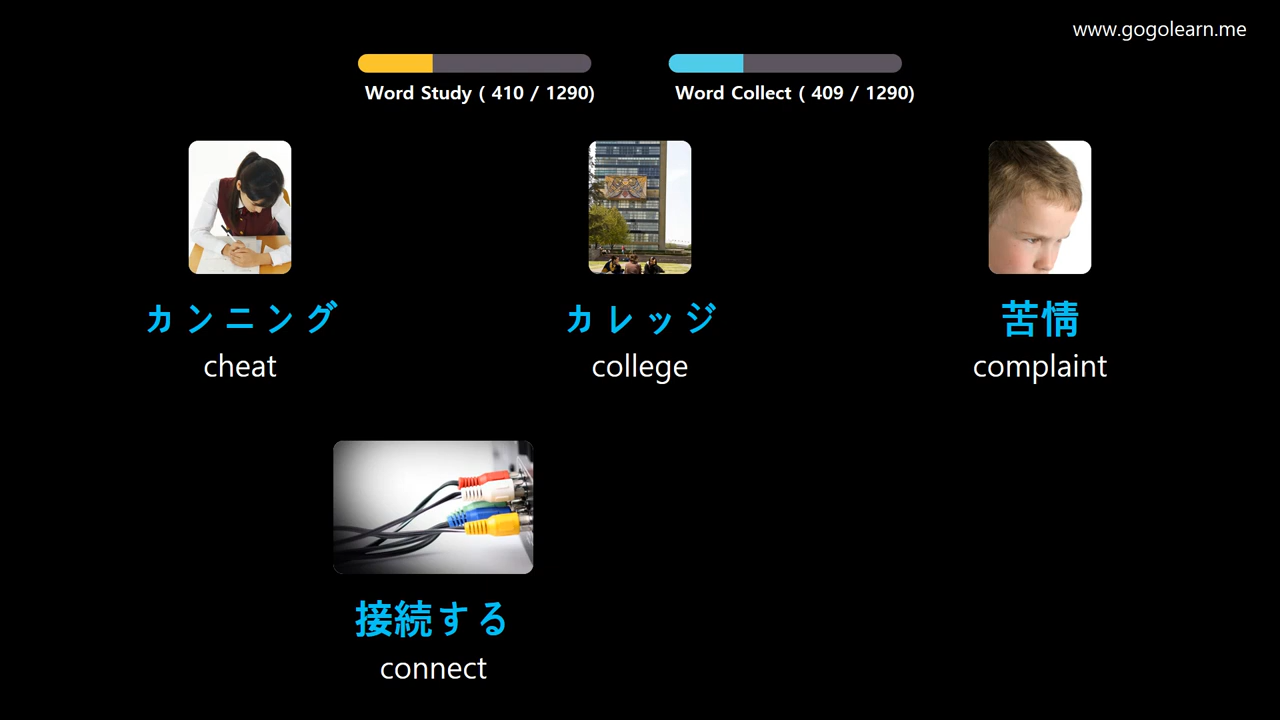 www.gogolearn.me
Word Study ( 410 / 1290)
Word Collect ( 409 / 1290)
カンニング
cheat
カレッジ
college
苦情
complaint
接続する
connect